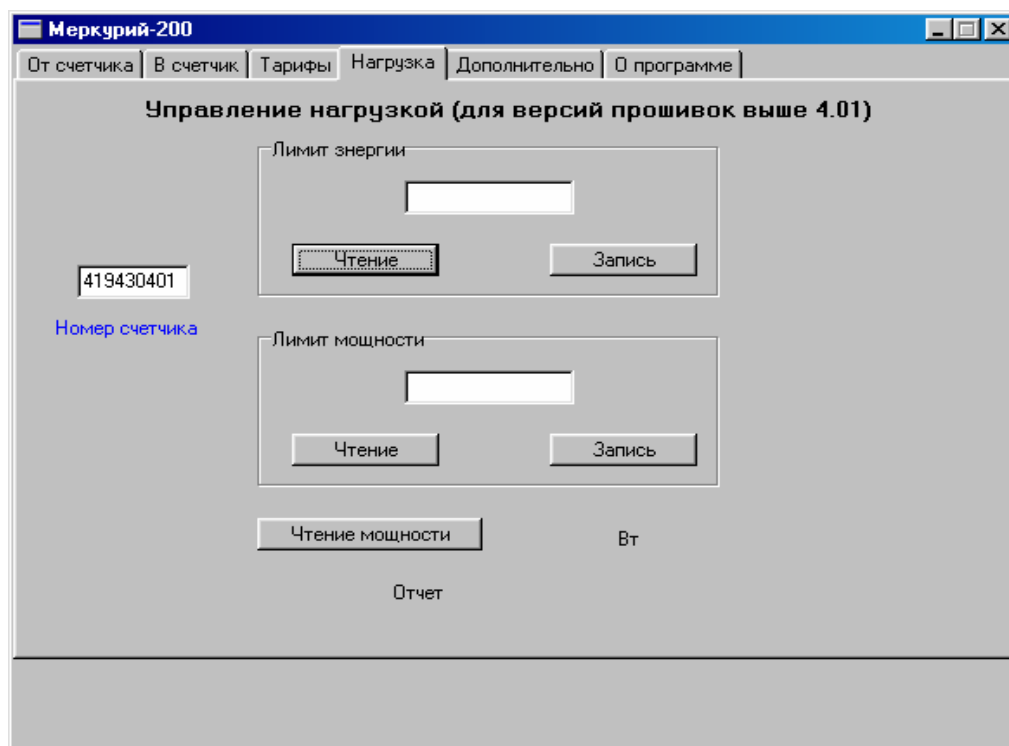 Меркурий-200
От счетчика В счетчик Тарифы Нагрузка Дополнительно О программе
Управление нагрузкой (для версий прошивок выше 4.01)
Лимит энергии
Чтение Запись
419430401
Номер счетчика
Лимит мощности
Чтение Запись
Чтение мощности Вт
Отчет